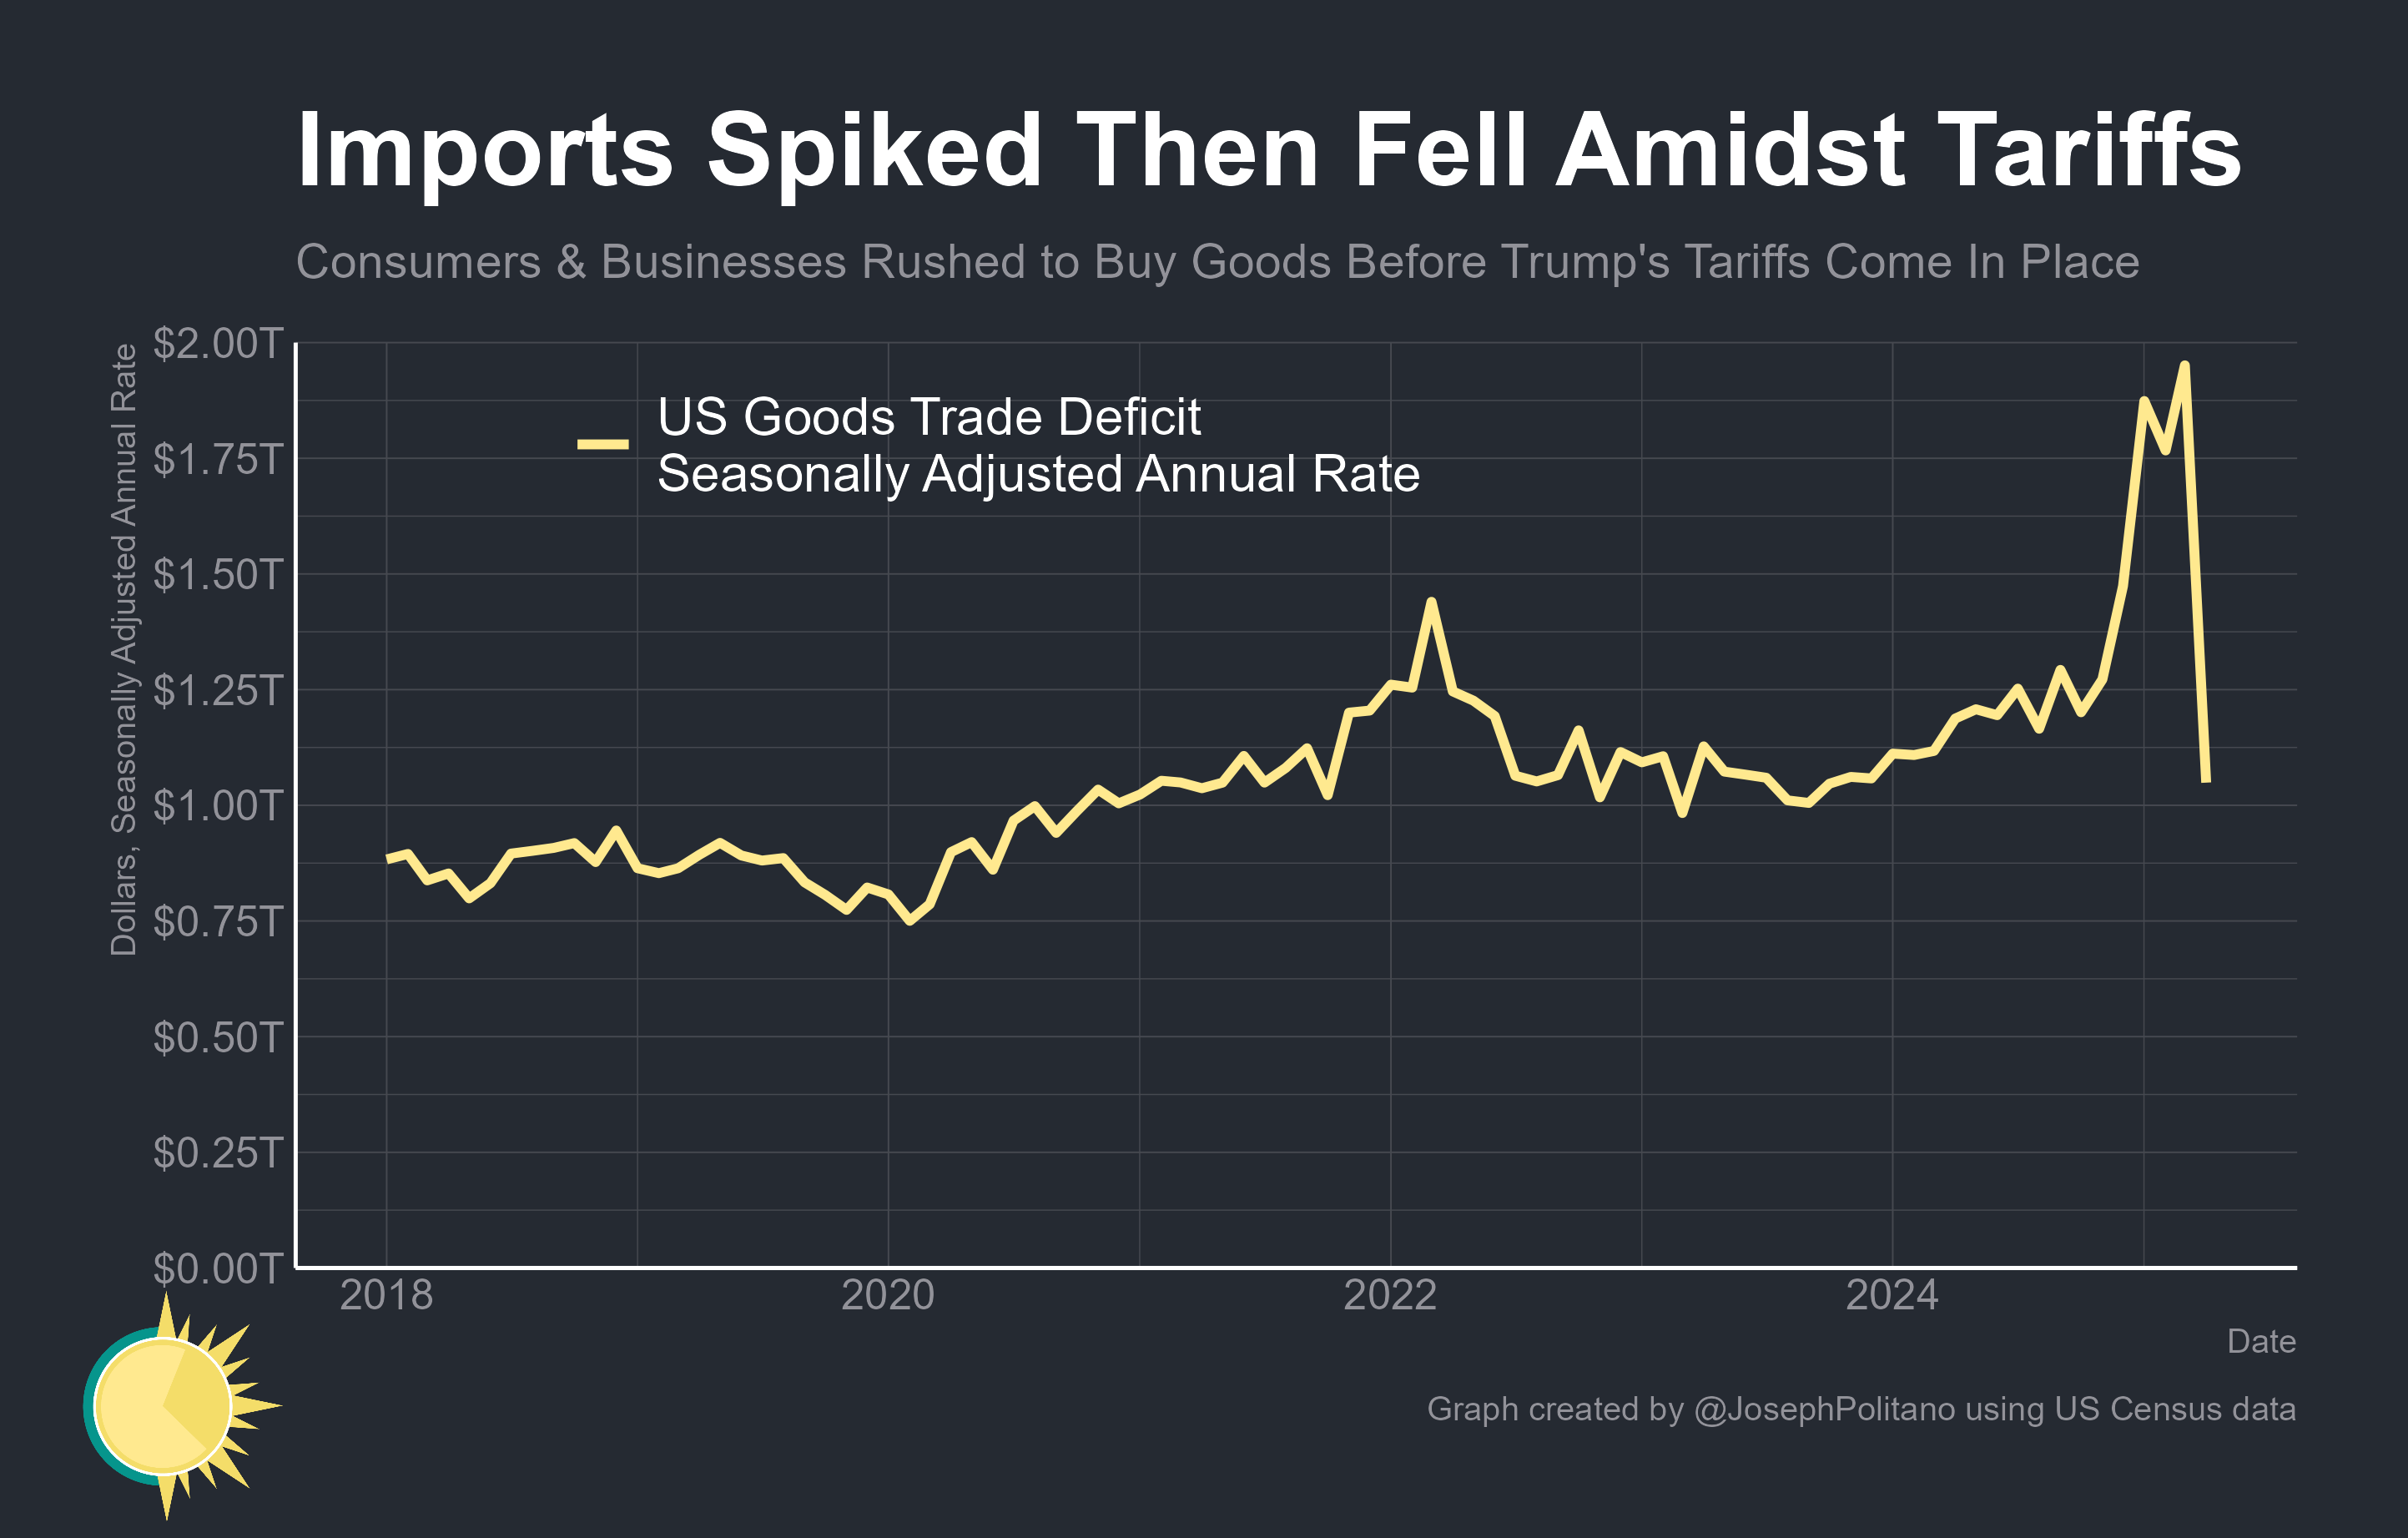 Imports Spiked Then Fell Amidst Tariffs
Consumers & Businesses Rushed to Buy Goods Before Trump's Tariffs Come In Place
Dollars, Seasonally Adjusted Annual Rate
$2.00T
$1.75T
$1.50T
$1.25T
$1.00T
$0.75T
$0.50T
$0.25T
$0.00T
US Goods Trade Deficit
Seasonally Adjusted Annual Rate
2018
2020
2022
2024
Date
Graph created by @JosephPolitano using US Census data